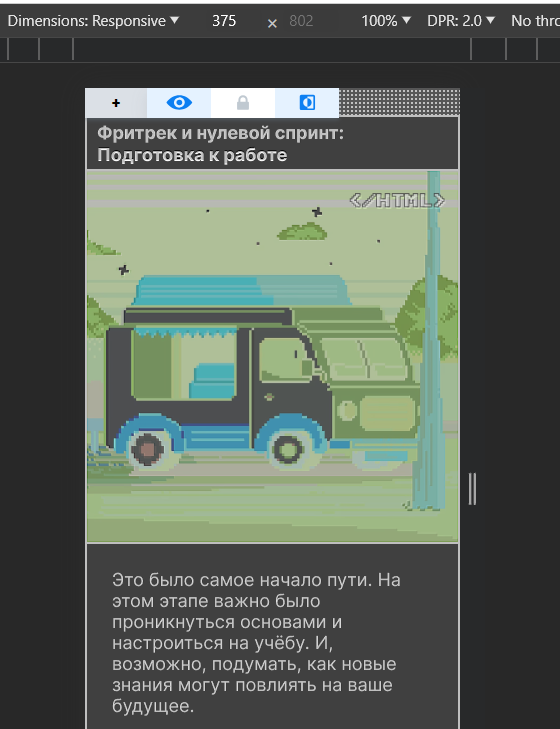 Dimensions: Responsive ▼ 375 × 802 100% ▼ DPR: 2.0 ▼ No thro
+
Фритрек и нулевой спринт:
Подготовка к работе
</HTML>
Это было самое начало пути. На
этом этапе важно было
проникнуться основами и
настроиться на учёбу. И,
возможно, подумать, как новые
знания могут повлиять на ваше
будущее.